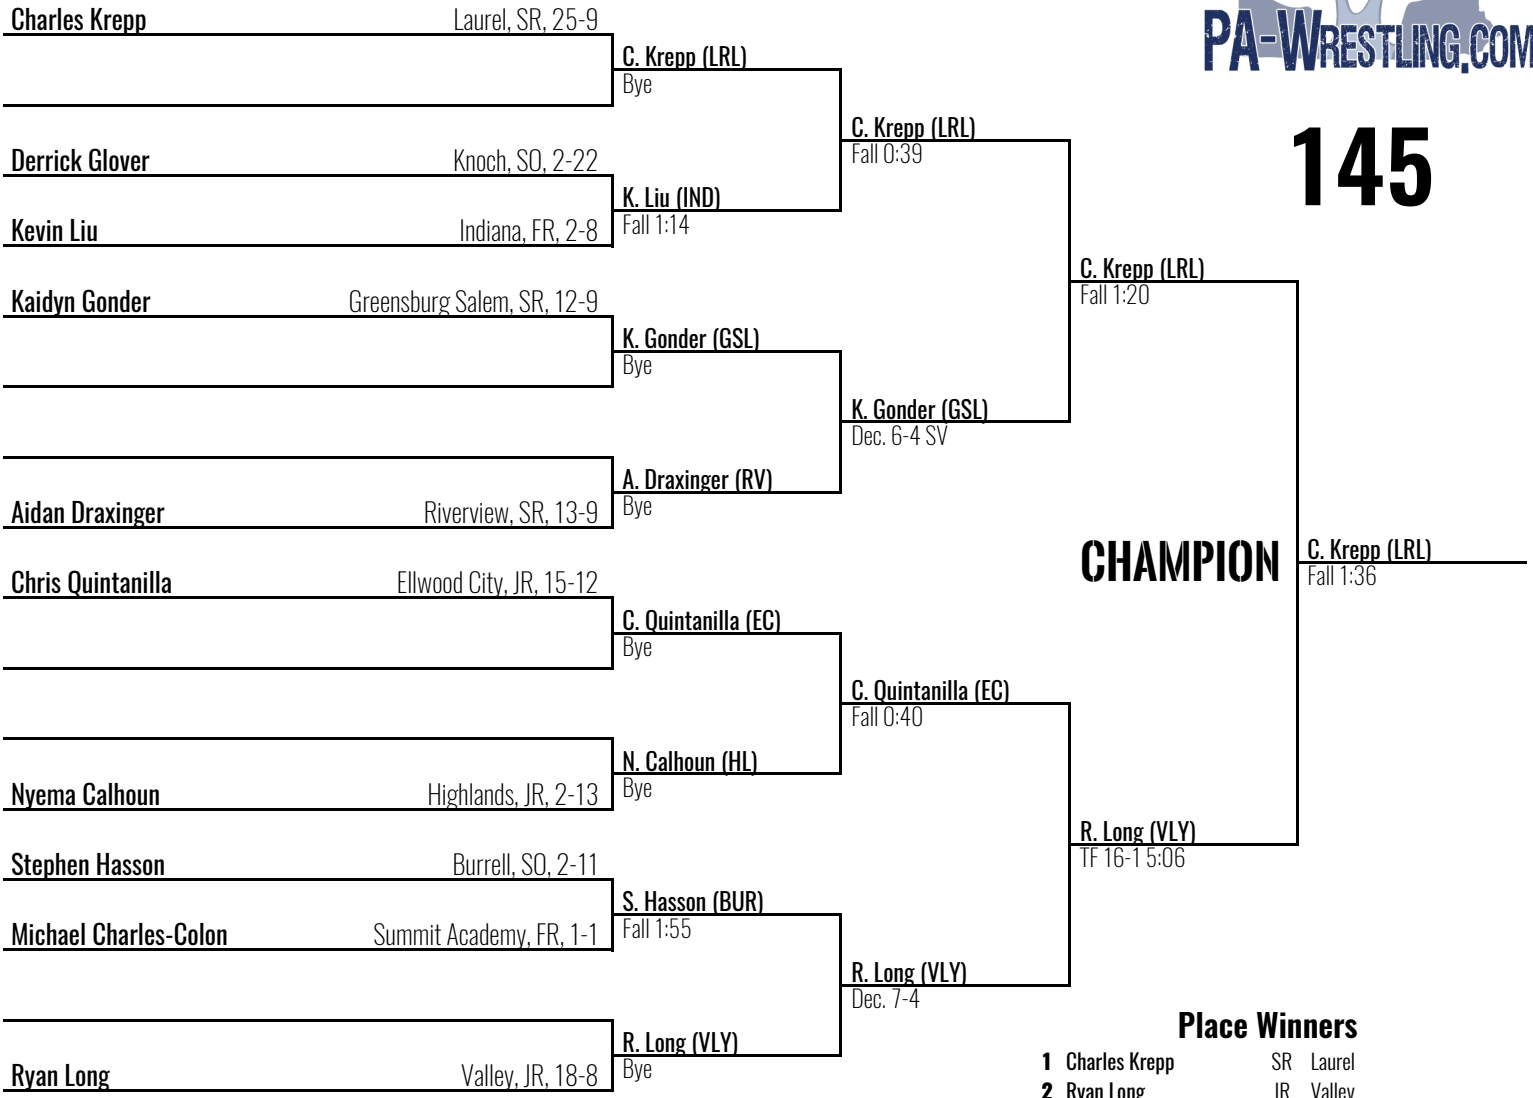 Charles Krepp Laurel, SR, 25-9
C. Krepp (LRL)
Bye
PA-WRESTLING.COM
C. Krepp (LRL)
Fall 0:39
145
Derrick Glover Knoch, SO, 2-22
K. Liu (IND)
Fall 1:14
Kevin Liu Indiana, FR, 2-8
C. Krepp (LRL)
Fall 1:20
Kaidyn Gonder Greensburg Salem, SR, 12-9
K. Gonder (GSL)
Bye
K. Gonder (GSL)
Dec. 6-4 SV
A. Draxinger (RV)
Bye
Aidan Draxinger Riverview, SR, 13-9
CHAMPION
C. Krepp (LRL)
Fall 1:36
Chris Quintanilla Ellwood City, JR, 15-12
C. Quintanilla (EC)
Bye
C. Quintanilla (EC)
Fall 0:40
N. Calhoun (HL)
Bye
Nyema Calhoun Highlands, JR, 2-13
R. Long (VLY)
TF 16-1 5:06
Stephen Hasson Burrell, SO, 2-11
S. Hasson (BUR)
Fall 1:55
Michael Charles-Colon Summit Academy, FR, 1-1
R. Long (VLY)
Dec. 7-4
R. Long (VLY)
Bye
Ryan Long Valley, JR, 18-8
Place Winners
1 Charles Krepp SR Laurel
2 Ryan Long JR Valley